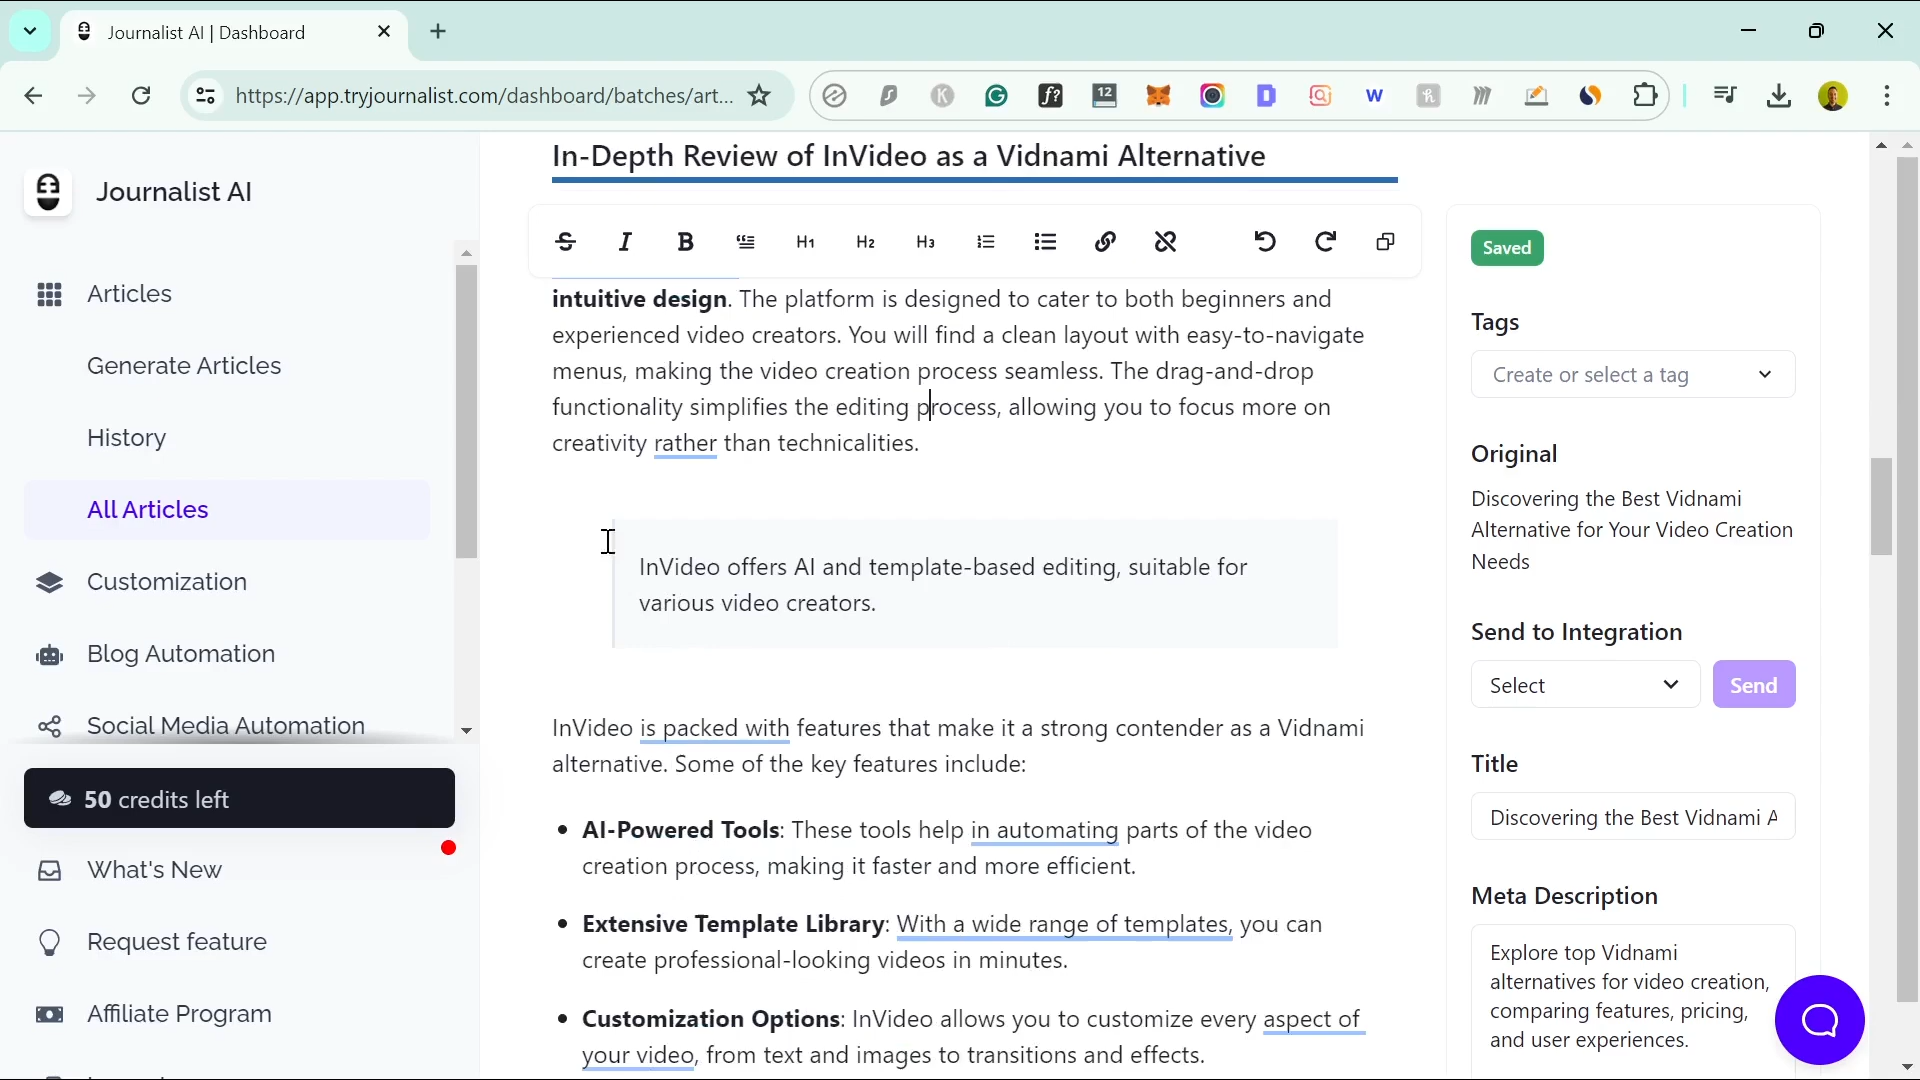 Journalist AI | Dashboard
https://app.tryjournalist.com/dashboard/batches/art...
12
Journalist AI
Articles
Generate Articles
History
All Articles
Customization
Blog Automation
Social Media Automation
50 credits left
What's New
Request feature
Affiliate Program
In-Depth Review of InVideo as a Vidnami Alternative
S I B H1 H2 H3
intuitive design. The platform is designed to cater to both beginners and
experienced video creators. You will find a clean layout with easy-to-navigate
menus, making the video creation process seamless. The drag-and-drop
functionality simplifies the editing process, allowing you to focus more on
creativity rather than technicalities.
InVideo offers AI and template-based editing, suitable for
various video creators.
InVideo is packed with features that make it a strong contender as a Vidnami
alternative. Some of the key features include:
• AI-Powered Tools: These tools help in automating parts of the video
creation process, making it faster and more efficient.
• Extensive Template Library: With a wide range of templates, you can
create professional-looking videos in minutes.
• Customization Options: InVideo allows you to customize every aspect of
your video, from text and images to transitions and effects.
Saved
Tags
Create or select a tag
Original
Discovering the Best Vidnami
Alternative for Your Video Creation
Needs
Send to Integration
Select
Send
Title
Discovering the Best Vidnami A
Meta Description
Explore top Vidnami
alternatives for video creation,
comparing features, pricing,
and user experiences.